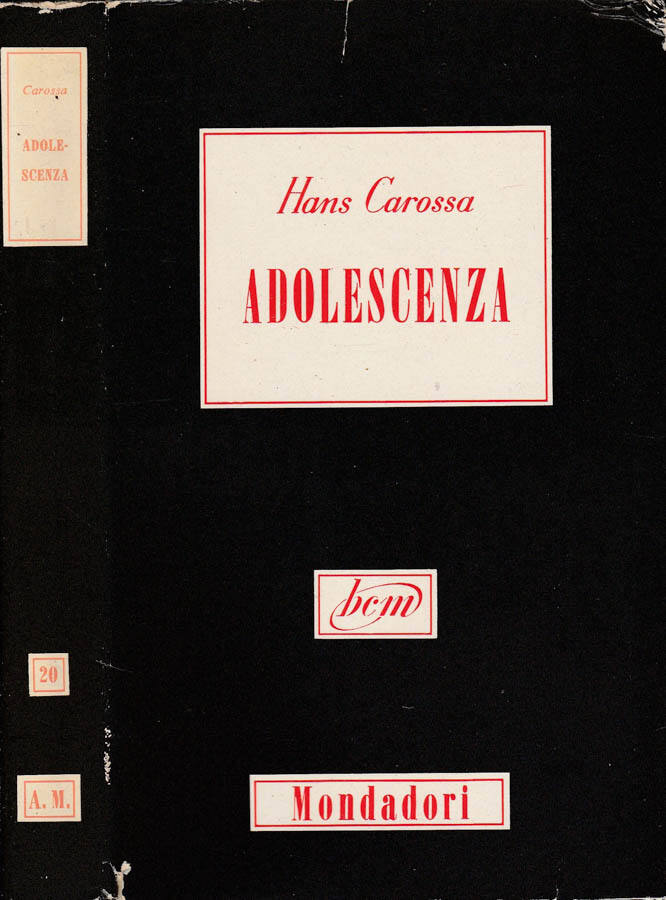 Carossa
ADOLE-
SCENZA
20
A. M.
Hans Carossa
ADOLESCENZA
bcm
Mondadori